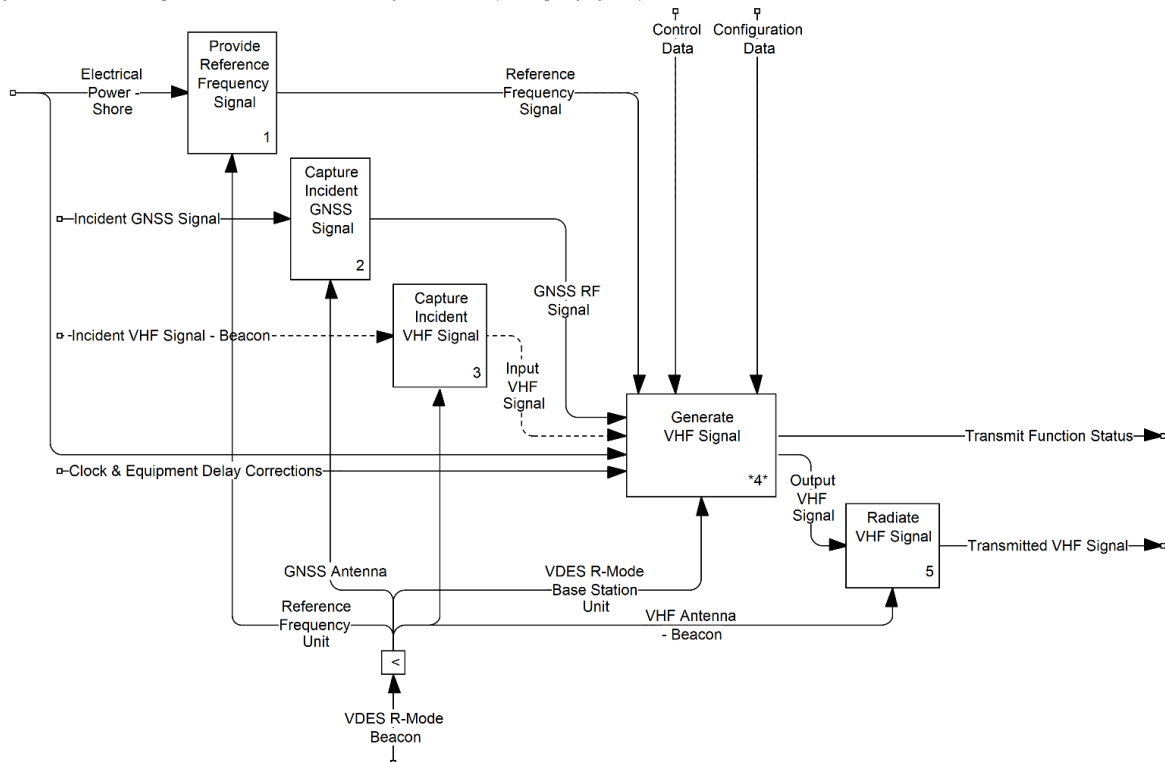 Control
Data
Configuration
Data
Provide
Reference
Frequency
Signal
1
Electrical
Power -
Shore
Reference
Frequency
Signal
Capture
Incident
GNSS
Signal
2
Incident GNSS Signal
GNSS RF
Signal
Capture
Incident
VHF Signal
3
Incident VHF Signal - Beacon
Input
VHF
Signal
Generate
VHF Signal
*4*
Transmit Function Status
Clock & Equipment Delay Corrections
Output
VHF
Signal
Radiate
VHF Signal
5
Transmitted VHF Signal
GNSS Antenna
VDES R-Mode
Base Station
Unit
Reference
Frequency
Unit
VHF Antenna
- Beacon
<
VDES R-Mode
Beacon